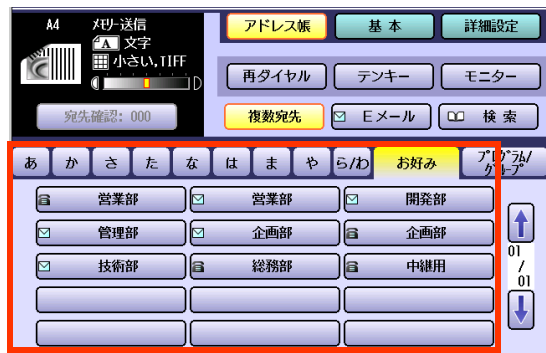 A4 ﾒﾓﾘｰ送信
A 文字
小さい,TIFF
D
宛先確認: 000
アドレス帳 基本 詳細設定
再ダイヤル テンキー モニター
複数宛先 Eメール 検索
あ か さ た な は ま や ら/わ お好み ﾌﾟﾛｸﾞﾗﾑ/
ｸﾞﾙｰﾌﾟ
営業部 営業部 開発部
管理部 企画部 企画部
技術部 総務部 中継用
01
/
01